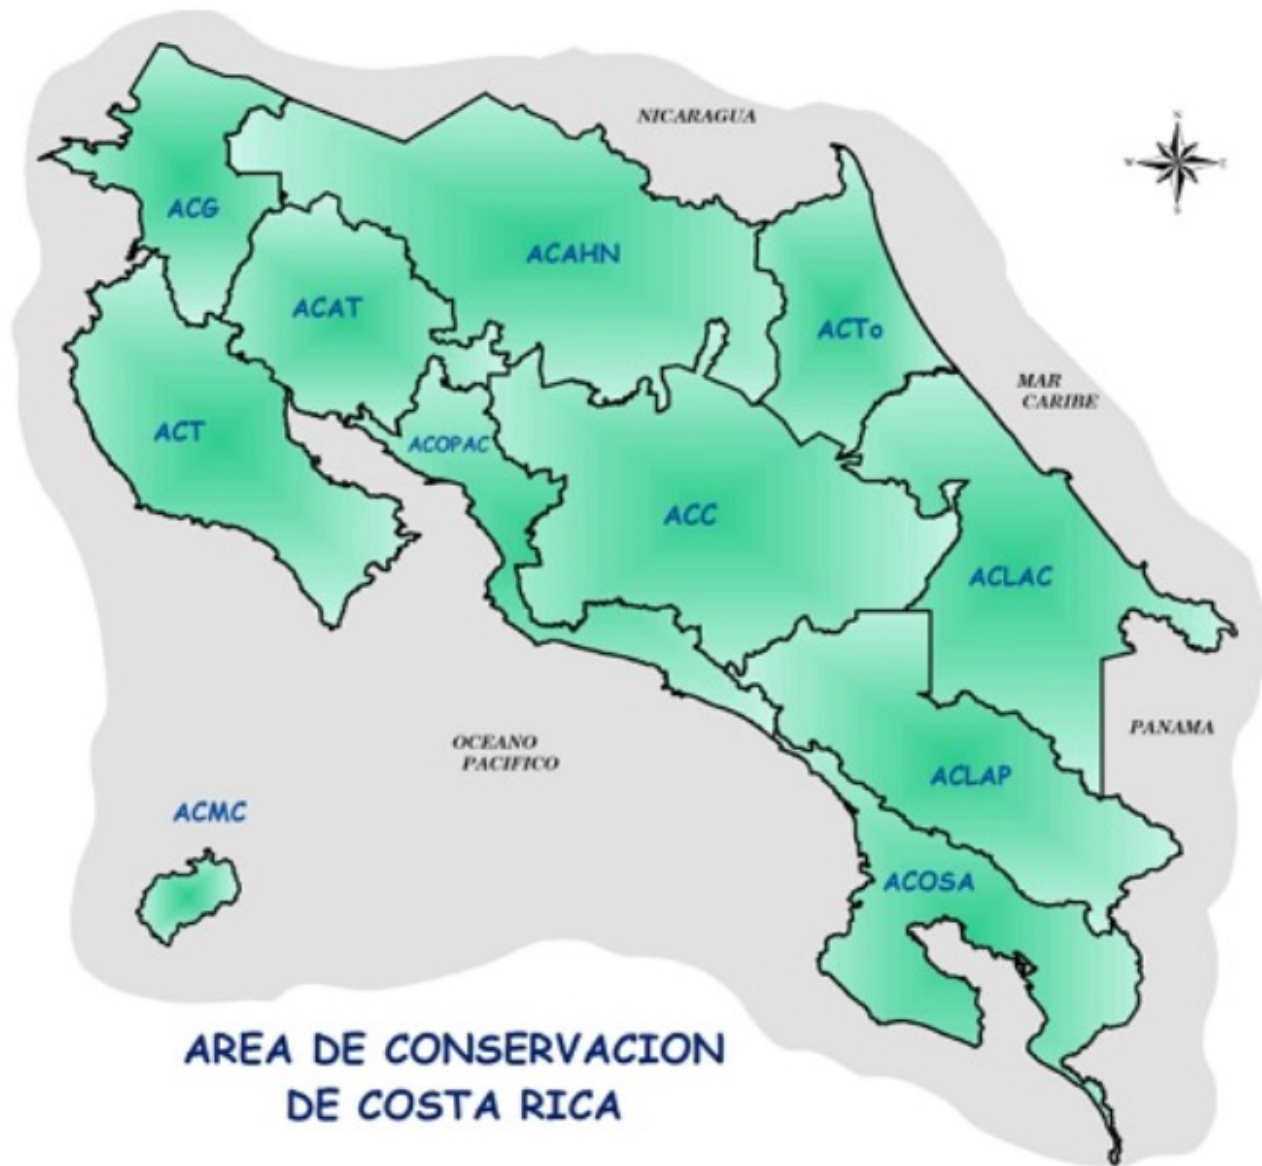 NICARAGUA
N
W E
S
ACG
ACAHN
ACAT
ACTo
MAR
CARIBE
ACT
ACOPAC
ACC
ACLAC
PANAMA
OCEANO
PACIFICO
ACLAP
ACMC
ACOSA
AREA DE CONSERVACION
DE COSTA RICA